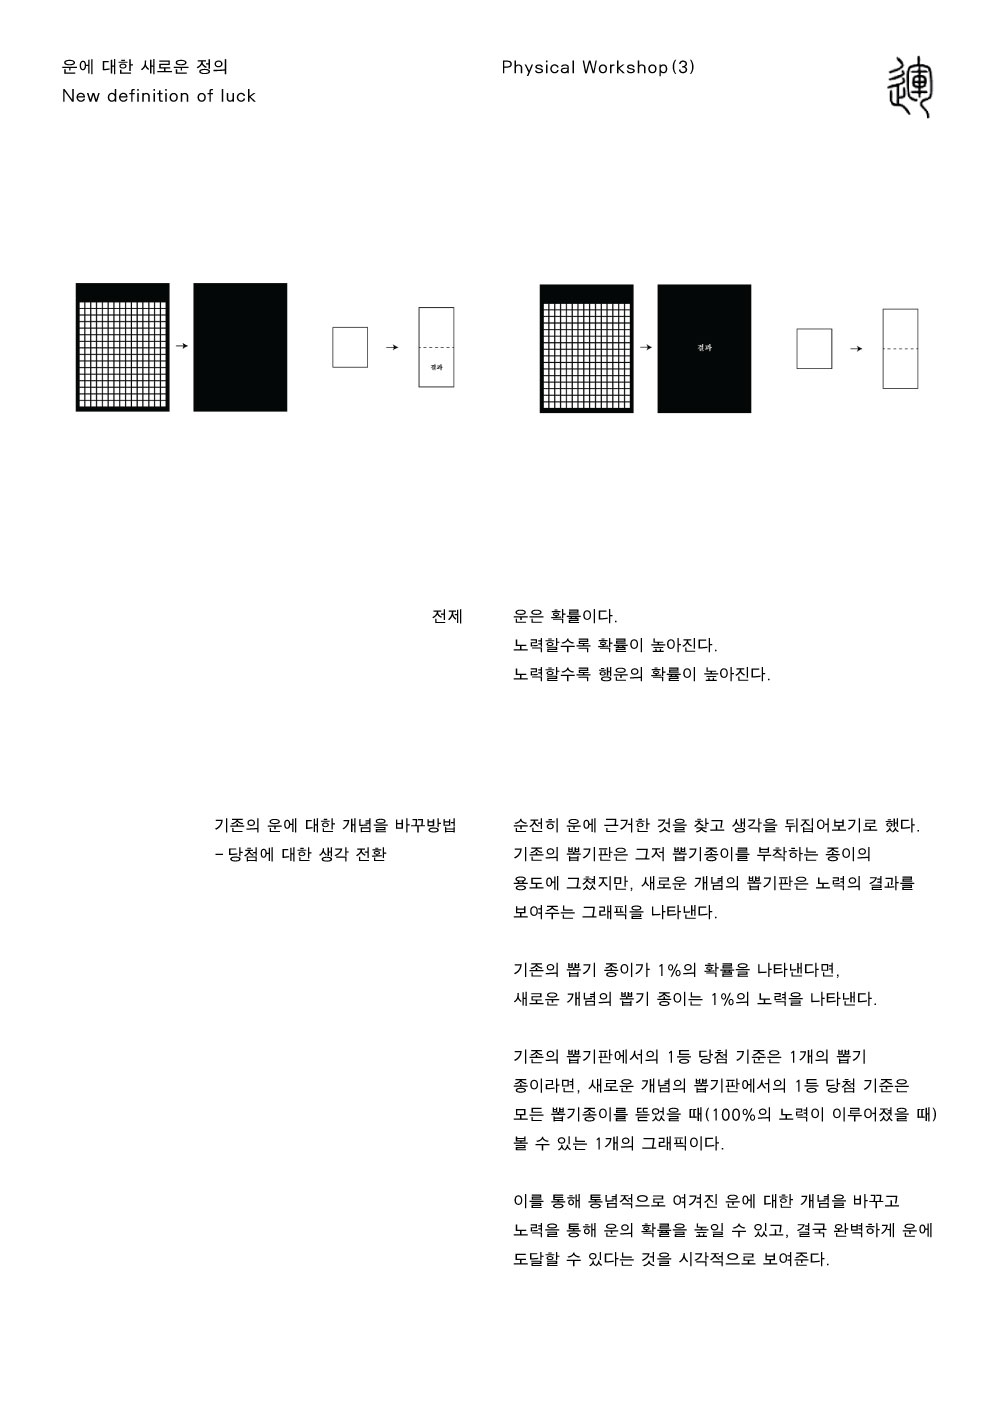 운에 대한 새로운 정의
New definition of luck
Physical Workshop(3)
運
결과
결과
전제
운은 확률이다.
노력할수록 확률이 높아진다.
노력할수록 행운의 확률이 높아진다.
기존의 운에 대한 개념을 바꾸방법
– 당첨에 대한 생각 전환
순전히 운에 근거한 것을 찾고 생각을 뒤집어보기로 했다.
기존의 뽑기판은 그저 뽑기종이를 부착하는 종이의
용도에 그쳤지만, 새로운 개념의 뽑기판은 노력의 결과를
보여주는 그래픽을 나타낸다.
기존의 뽑기 종이가 1%의 확률을 나타낸다면,
새로운 개념의 뽑기 종이는 1%의 노력을 나타낸다.
기존의 뽑기판에서의 1등 당첨 기준은 1개의 뽑기
종이라면, 새로운 개념의 뽑기판에서의 1등 당첨 기준은
모든 뽑기종이를 뜯었을 때(100%의 노력이 이루어졌을 때)
볼 수 있는 1개의 그래픽이다.
이를 통해 통념적으로 여겨진 운에 대한 개념을 바꾸고
노력을 통해 운의 확률을 높일 수 있고, 결국 완벽하게 운에
도달할 수 있다는 것을 시각적으로 보여준다.